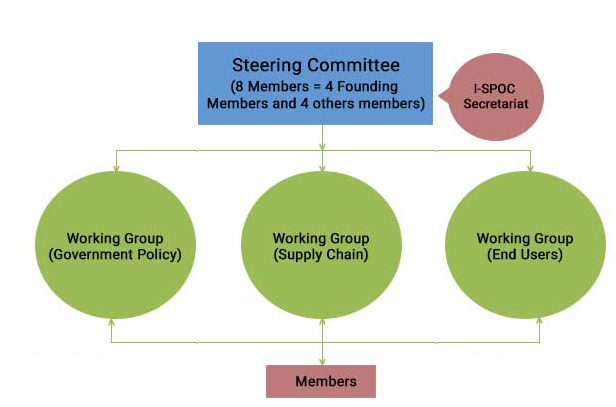 Steering Committee
(8 Members = 4 Founding
Members and 4 others members)
I-SPOC
Secretariat
Working Group
(Government Policy)
Working Group
(Supply Chain)
Working Group
(End Users)
Members